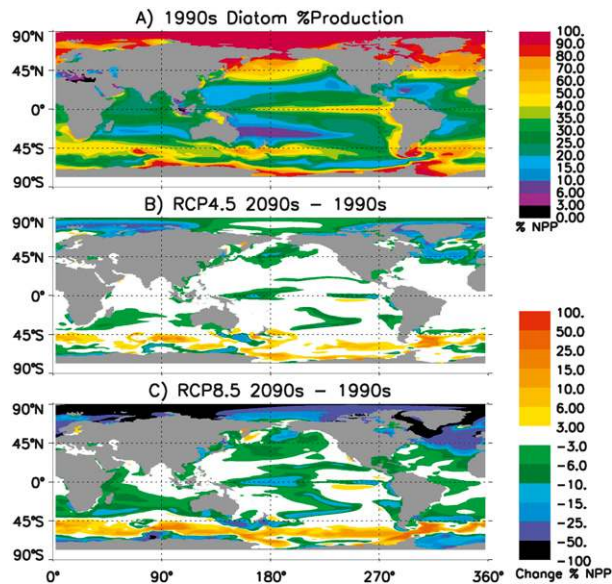 A) 1990s Diatom %Production
90°N
45°N
0°
45°S
90°S
100.
90.0
80.0
70.0
60.0
50.0
40.0
35.0
30.0
25.0
20.0
15.0
10.0
6.00
3.00
0.00
% NPP
B) RCP4.5 2090s - 1990s
90°N
45°N
0°
45°S
90°S
C) RCP8.5 2090s - 1990s
90°N
45°N
0°
45°S
90°S
0°
90°E
180°E
270°E
360°E
100.
50.0
25.0
15.0
10.0
6.00
3.00
-3.0
-6.0
-10.
-15.
-25.
-50.
-100
Change % NPP